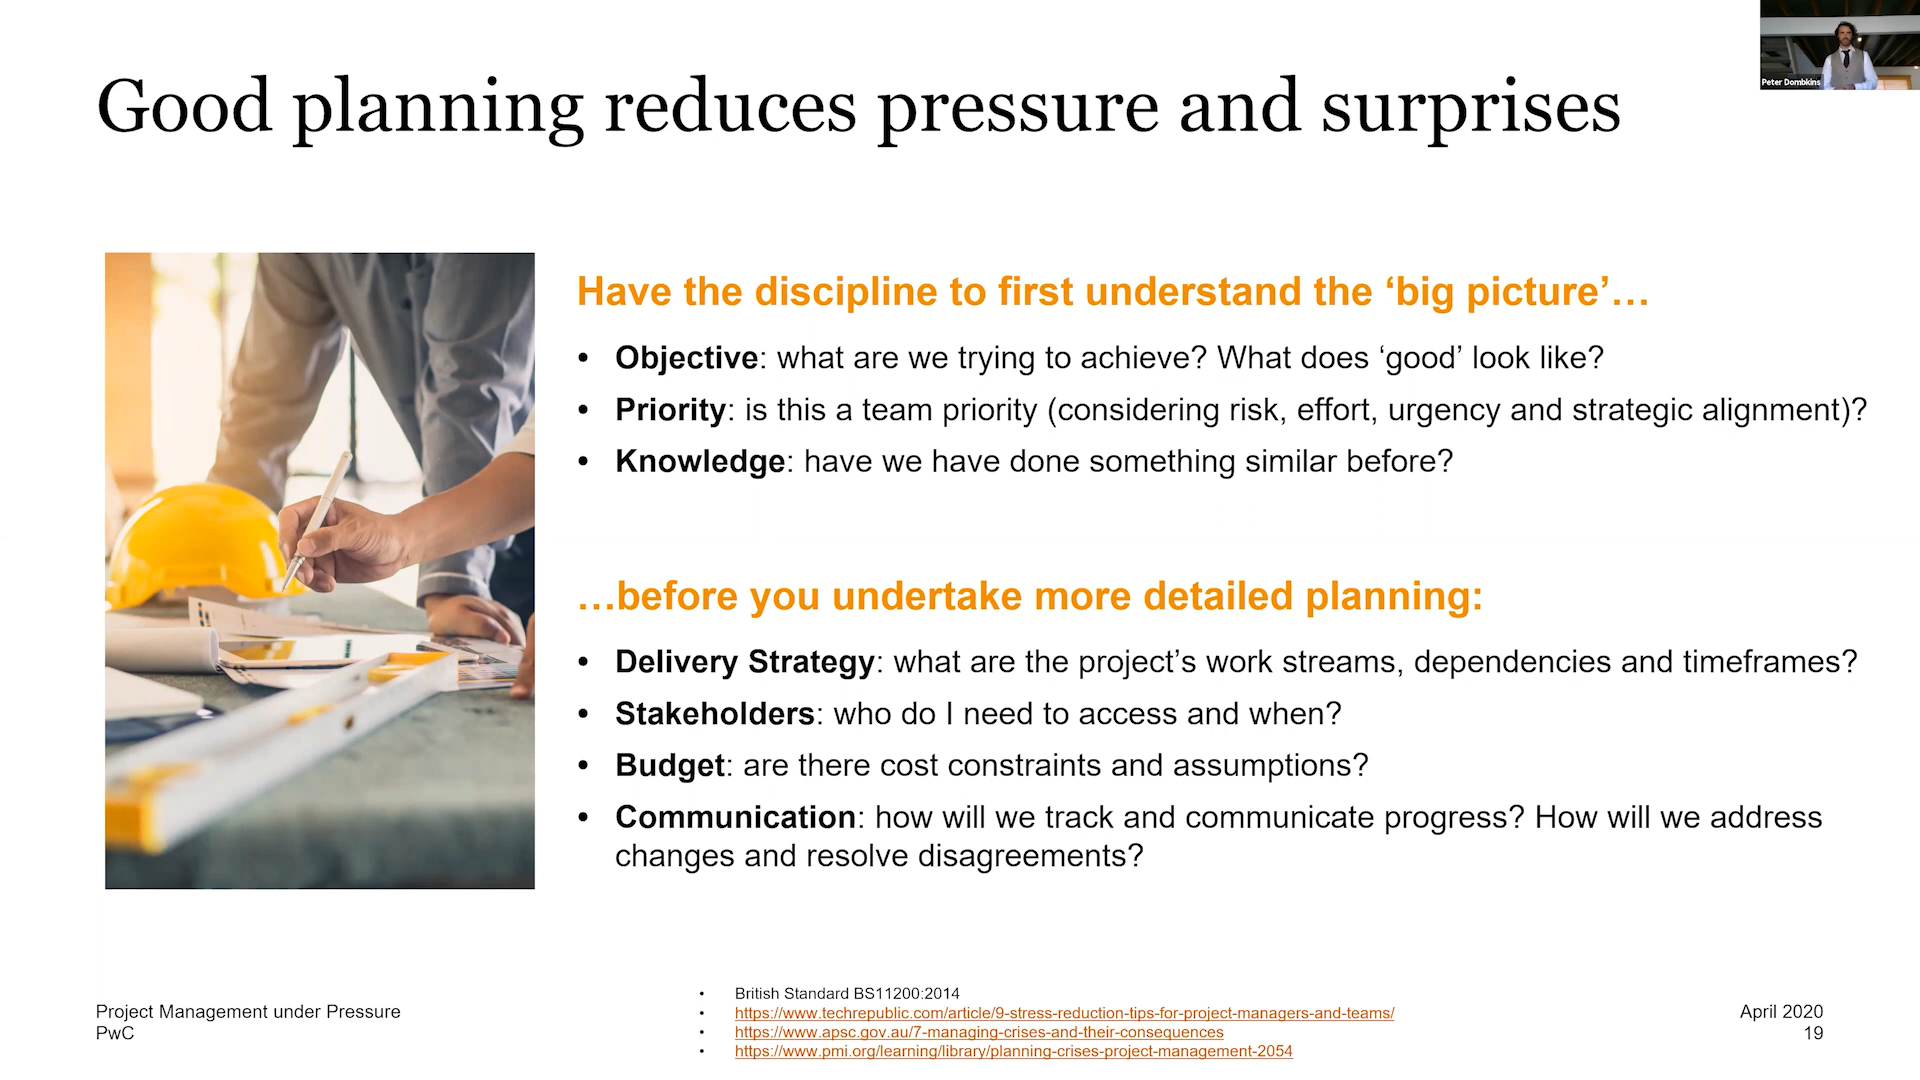 Peter Dombkins
Good planning reduces pressure and surprises
Have the discipline to first understand the ‘big picture’…
• Objective: what are we trying to achieve? What does ‘good’ look like?
• Priority: is this a team priority (considering risk, effort, urgency and strategic alignment)?
• Knowledge: have we have done something similar before?
…before you undertake more detailed planning:
• Delivery Strategy: what are the project’s work streams, dependencies and timeframes?
• Stakeholders: who do I need to access and when?
• Budget: are there cost constraints and assumptions?
• Communication: how will we track and communicate progress? How will we address
changes and resolve disagreements?
Project Management under Pressure
PwC
• British Standard BS11200:2014
• https://www.techrepublic.com/article/9-stress-reduction-tips-for-project-managers-and-teams/
• https://www.apsc.gov.au/7-managing-crises-and-their-consequences
• https://www.pmi.org/learning/library/planning-crises-project-management-2054
April 2020
19